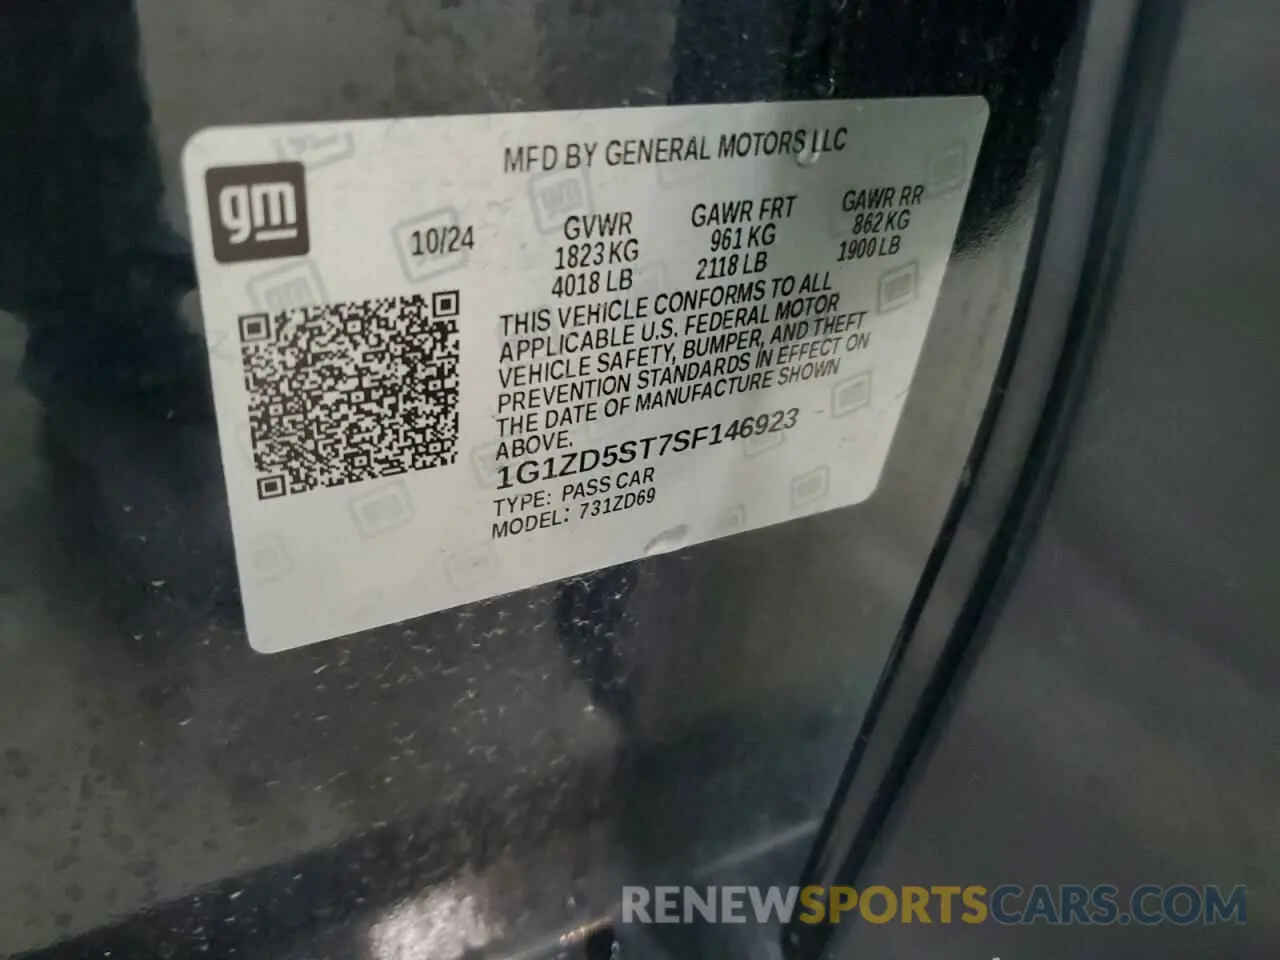 MFD BY GENERAL MOTORS LLC
gm
10/24
GVWR GAWR FRT GAWR RR
1823 KG 961 KG 862 KG
4018 LB 2118 LB 1900 LB
THIS VEHICLE CONFORMS TO ALL
APPLICABLE U.S. FEDERAL MOTOR
VEHICLE SAFETY, BUMPER, AND THEFT
PREVENTION STANDARDS IN EFFECT ON
THE DATE OF MANUFACTURE SHOWN
ABOVE.
1G1ZD5ST7SF146923
TYPE: PASS CAR
MODEL: 731ZD69
RENEWSPORTSCARS.COM